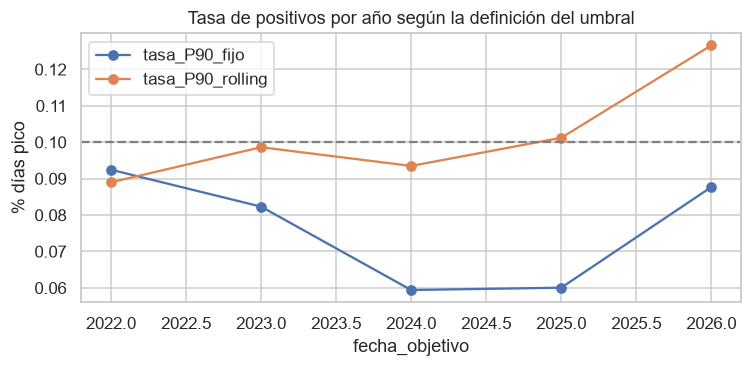 Tasa de positivos por año según la definición del umbral
tasa_P90_fijo
tasa_P90_rolling
% días pico
0.12
0.11
0.10
0.09
0.08
0.07
0.06
2022.0 2022.5 2023.0 2023.5 2024.0 2024.5 2025.0 2025.5 2026.0
fecha_objetivo